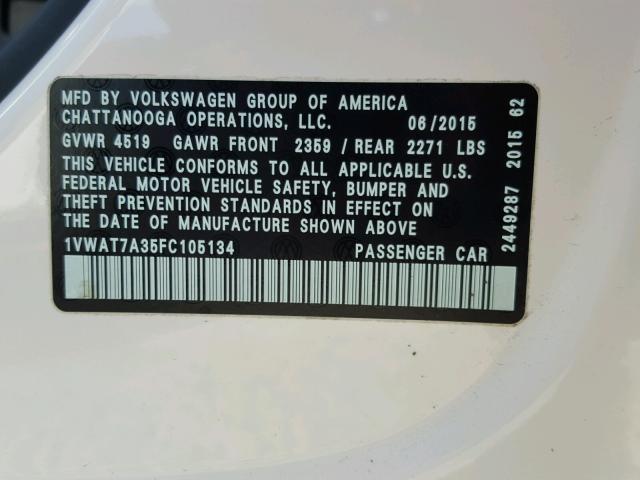 MFD BY VOLKSWAGEN GROUP OF AMERICA
CHATTANOOGA OPERATIONS, LLC. 06/2015
GVWR 4519 GAWR FRONT 2359 / REAR 2271 LBS
THIS VEHICLE CONFORMS TO ALL APPLICABLE U.S.
FEDERAL MOTOR VEHICLE SAFETY, BUMPER AND
THEFT PREVENTION STANDARDS IN EFFECT ON
THE DATE OF MANUFACTURE SHOWN ABOVE
1VWAT7A35FC105134 PASSENGER CAR
2449287 2015 62